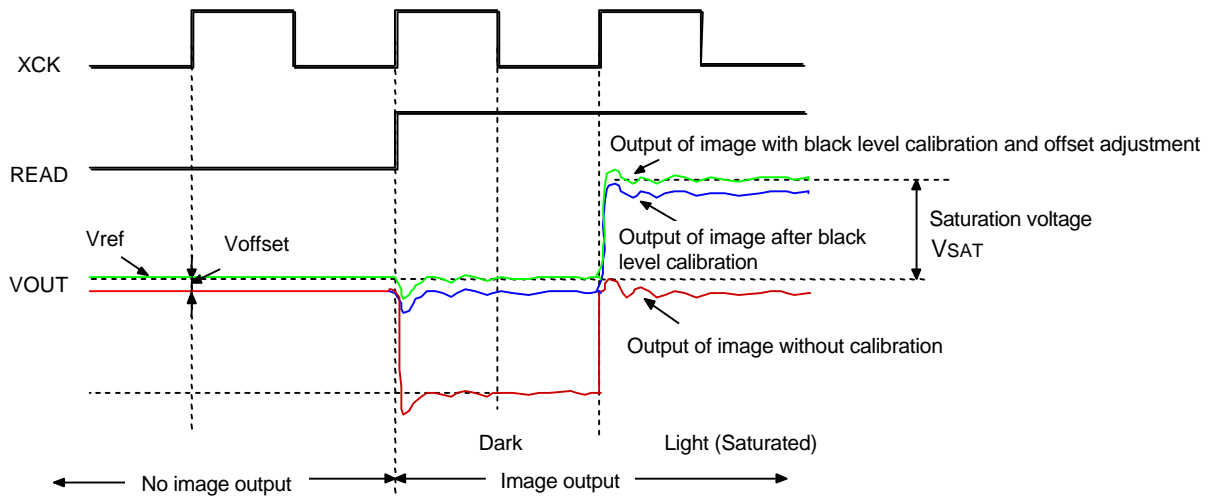 XCK
READ
Output of image with black level calibration and offset adjustment
Vref
Voffset
VOUT
Output of image after black
level calibration
Saturation voltage
VSAT
Output of image without calibration
Dark
Light (Saturated)
No image output
Image output